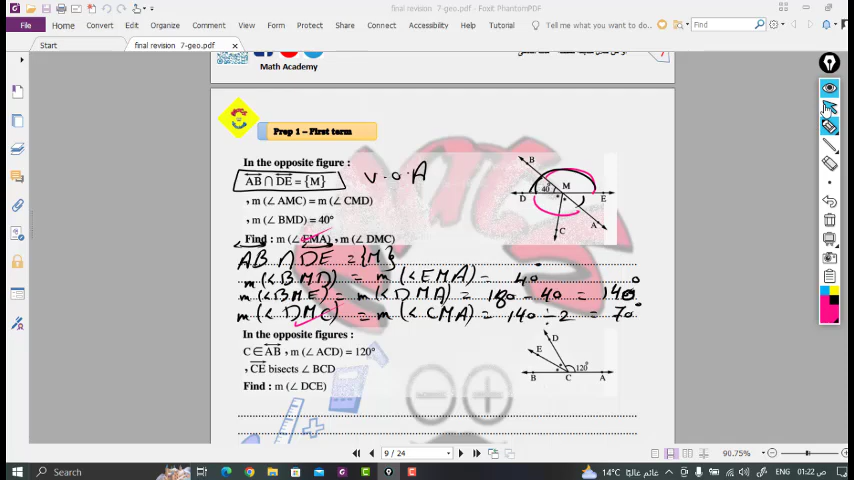 final revision 7-geo.pdf - Foxit PhantomPDF
File Home Convert Edit Organize Comment View Form Protect Share Connect Accessibility Help Tutorial Tell me what you want to do... Find
Start final revision 7-geo.pdf
Math Academy
Prep 1 – First term
In the opposite figure :
AB ∩ DE = {M} V.O.A
, m (∠ AMC) = m (∠ CMD)
, m (∠ BMD) = 40°
Find : m (∠ EMA) , m (∠ DMC)
B
M
40°
D E
C
A
AB ∩ DE = {M}
m (∠ BMD) = m (∠ EMA) = 40°
m (∠ BME) = m (∠ DMA) = 180 - 40 = 140°
m (∠ DMC) = m (∠ CMA) = 140 ÷ 2 = 70°
In the opposite figures :
C ∈ AB , m (∠ ACD) = 120°
, CE bisects ∠ BCD
Find : m (∠ DCE)
D
E
120°
B C A
9 / 24 90.75%
Search 14°C غائم غالبًا ENG 01:22 ص